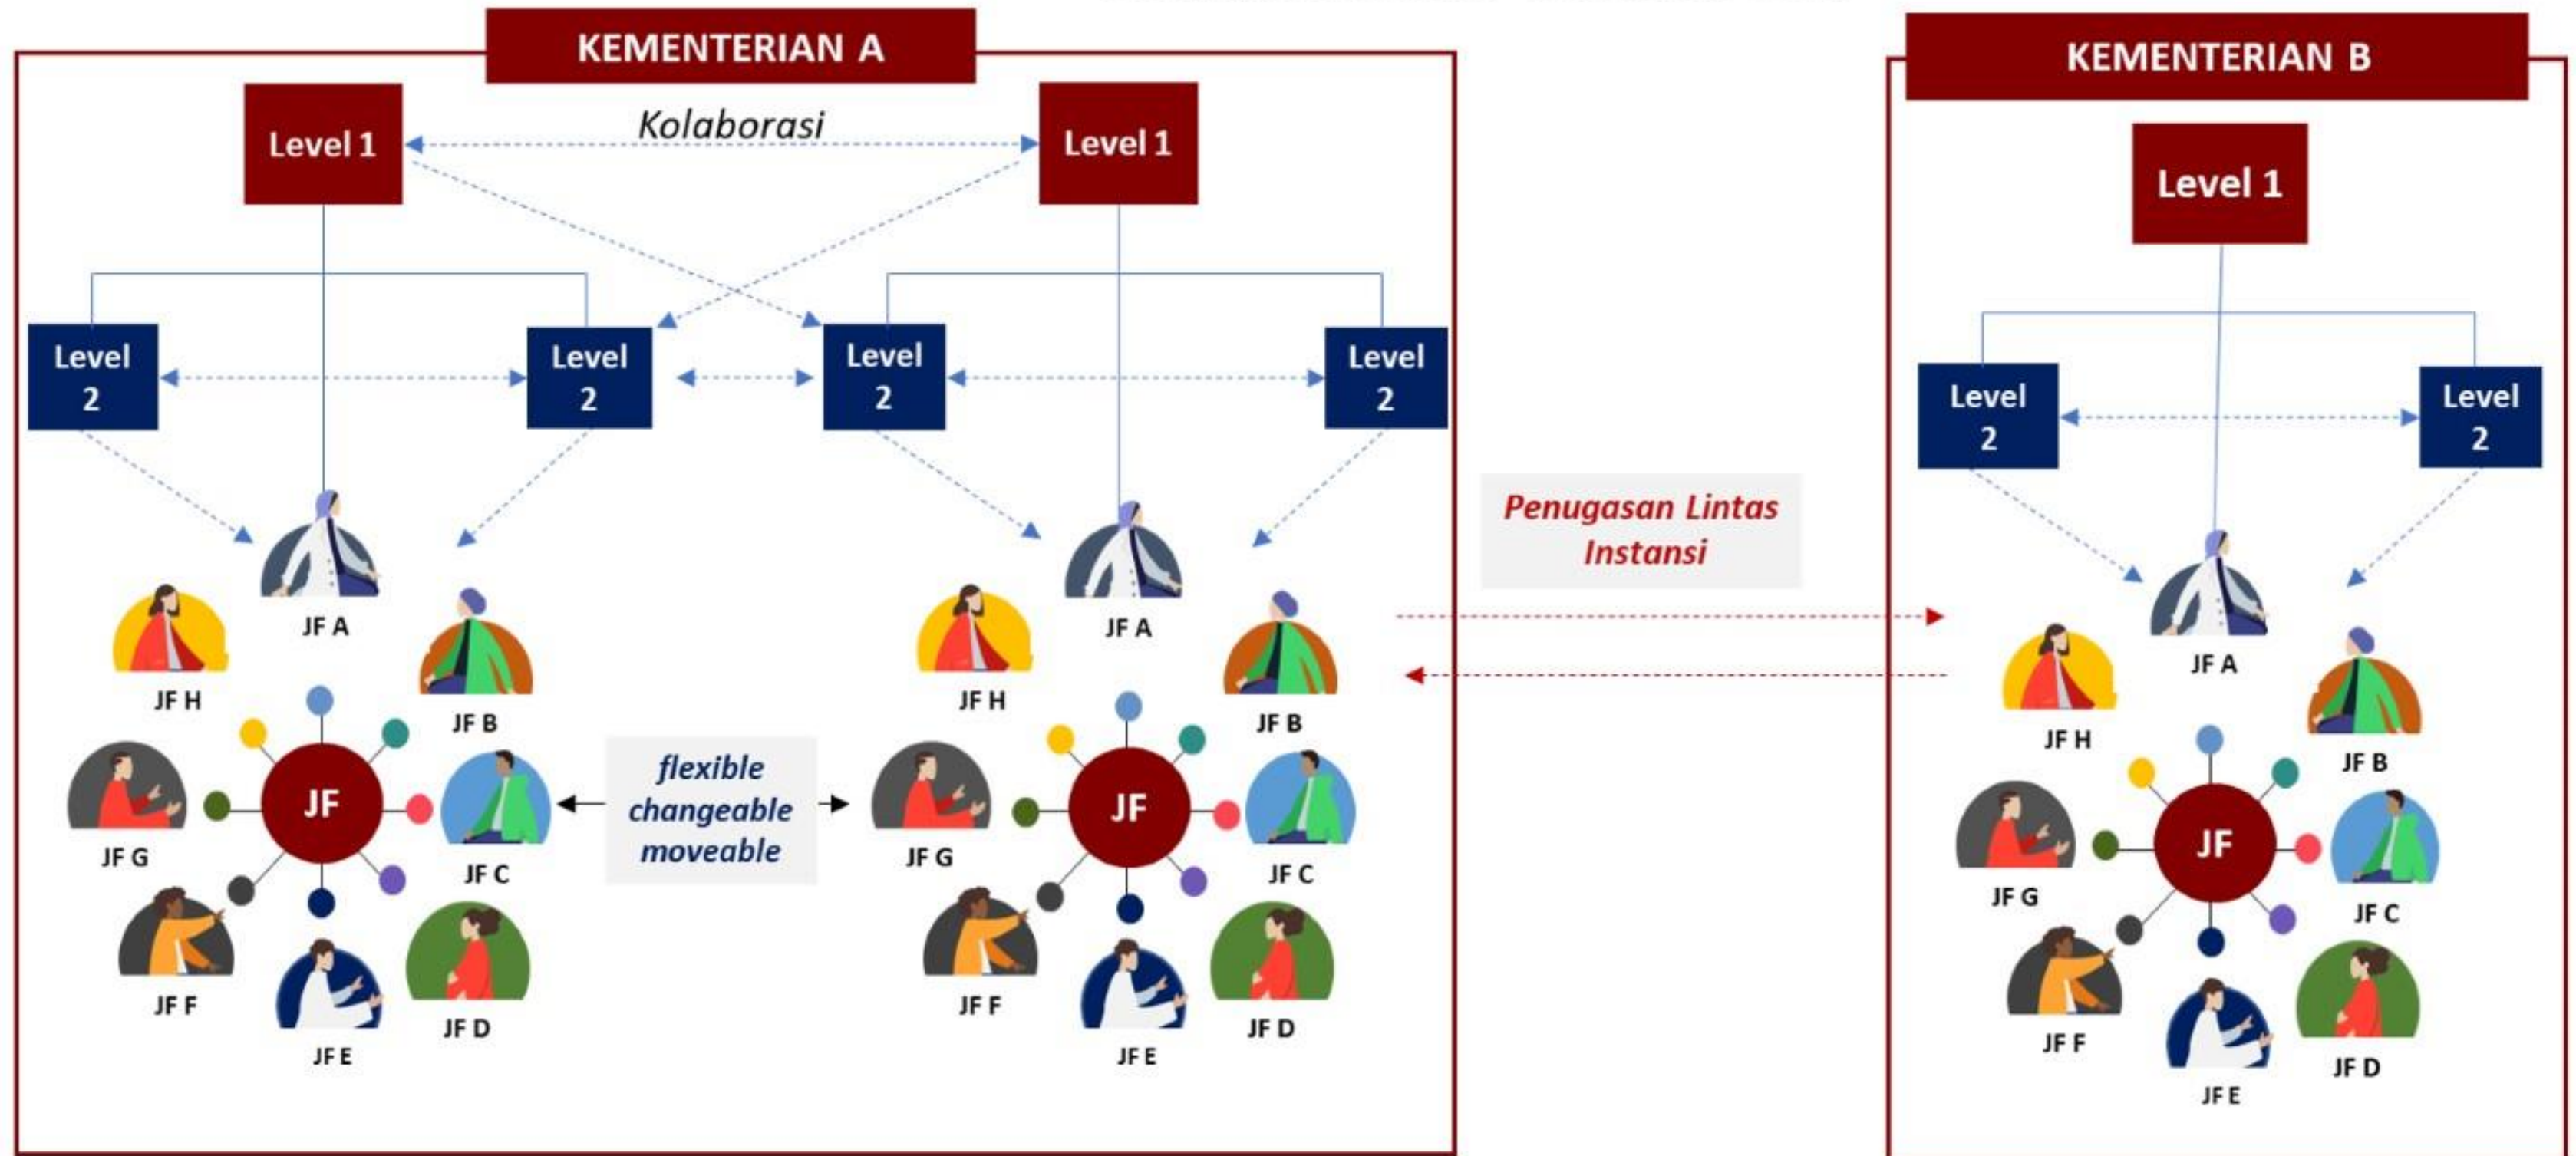 KEMENTERIAN A
KEMENTERIAN B
Level 1
Kolaborasi
Level 1
Level 1
Level
2
Level
2
Level
2
Level
2
Level
2
Level
2
Penugasan Lintas
Instansi
JF A
JF H
JF B
JF
JF G
JF C
JF F
JF D
JF E
flexible
changeable
moveable
JF A
JF H
JF B
JF
JF G
JF C
JF F
JF D
JF E
JF A
JF H
JF B
JF
JF G
JF C
JF F
JF D
JF E